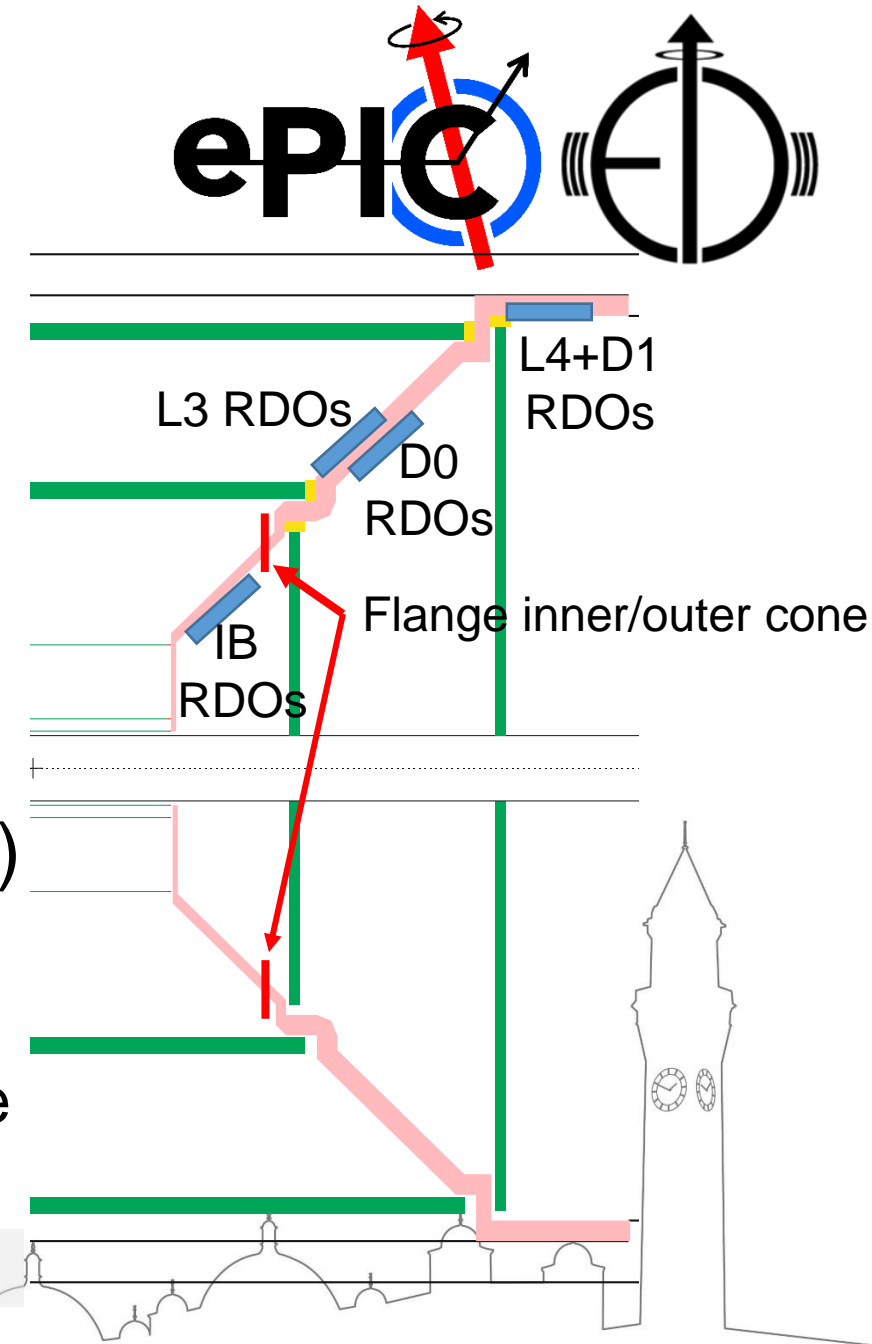 ePIC
L4+D1
RDOs
L3 RDOs
D0
RDOs
Flange inner/outer cone
IB
RDOs
)
e